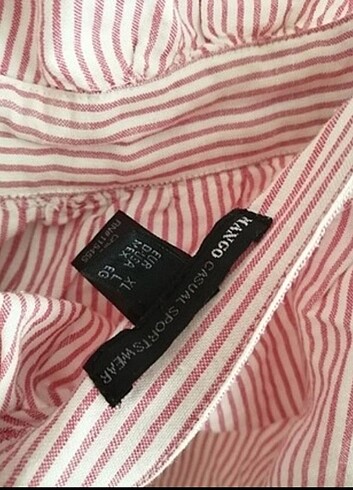 MANGO CASUAL SPORTSWEAR
EUR XL
USA L
MEX EG